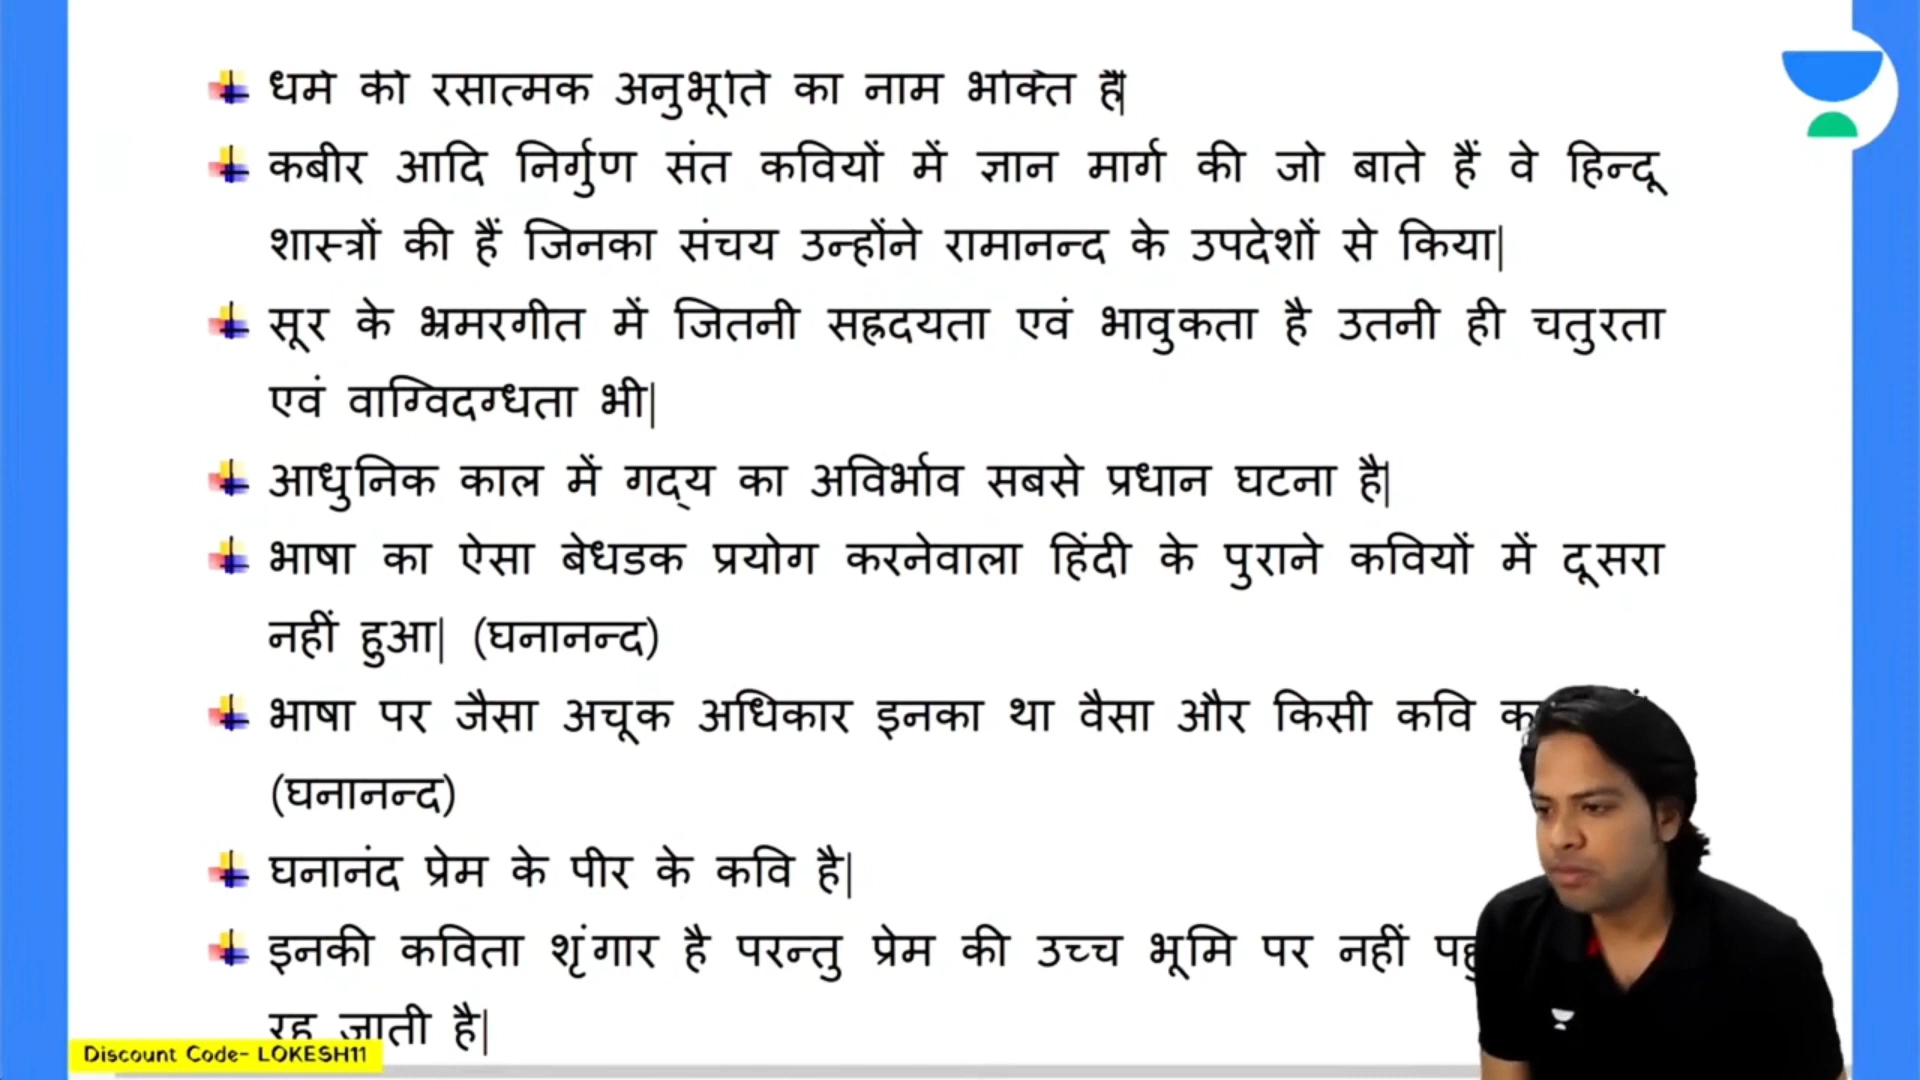 धर्म की रसात्मक अनुभूति का नाम भक्ति है|
कबीर आदि निर्गुण संत कवियों में ज्ञान मार्ग की जो बाते हैं वे हिन्दू
शास्त्रों की हैं जिनका संचय उन्होंने रामानन्द के उपदेशों से किया|
सूर के भ्रमरगीत में जितनी सह्रदयता एवं भावुकता है उतनी ही चतुरता
एवं वाग्विदग्धता भी|
आधुनिक काल में गद्य का अविर्भाव सबसे प्रधान घटना है|
भाषा का ऐसा बेधडक प्रयोग करनेवाला हिंदी के पुराने कवियों में दूसरा
नहीं हुआ| (घनानन्द)
भाषा पर जैसा अचूक अधिकार इनका था वैसा और किसी कवि
(घनानन्द)
घनानंद प्रेम के पीर के कवि है|
इनकी कविता शृंगार है परन्तु प्रेम की उच्च भूमि पर नहीं
रह जाती है|
Discount Code- LOKESH11